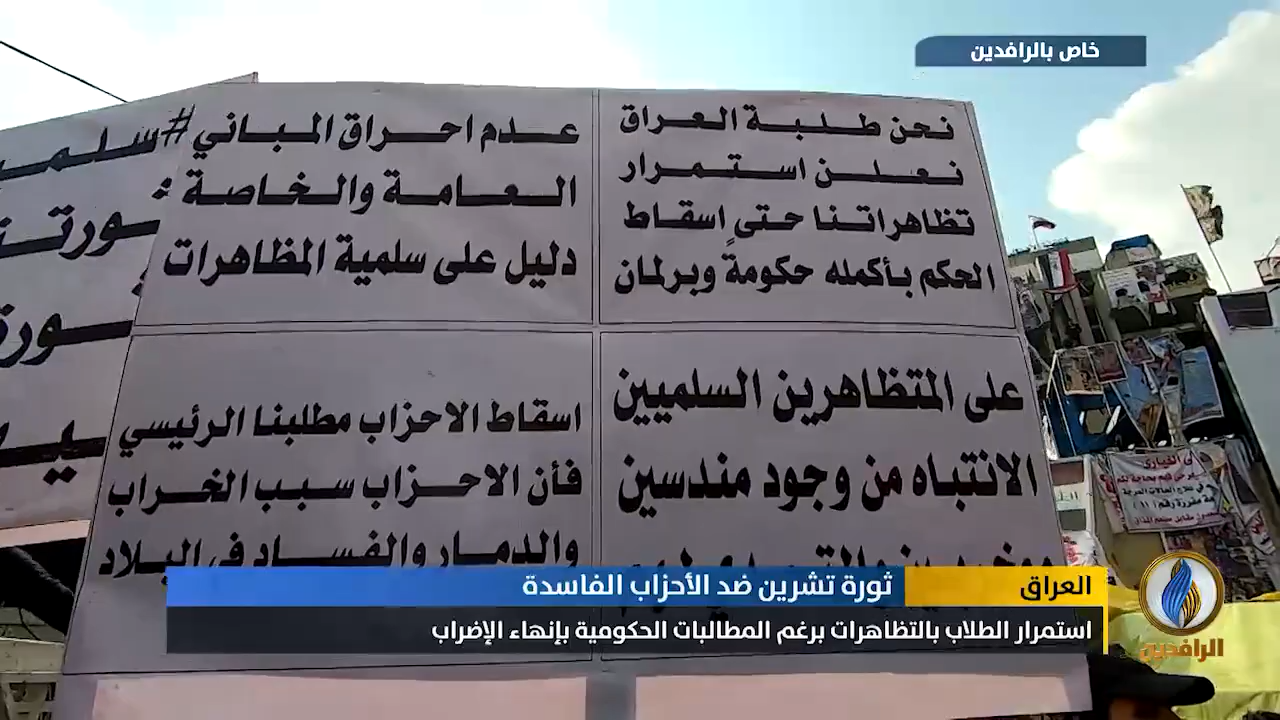 خاص بالرافدين
نحن طلبة العراق
نعلن استمرار
تظاهراتنا حتى اسقاط
الحكم بأكمله حكومةً وبرلمان
عدم احراق المباني
العامة والخاصة
دليل على سلمية المظاهرات
#سلمي
ثورتنا
على المتظاهرين السلميين
الانتباه من وجود مندسين
اسقاط الاحزاب مطلبنا الرئيسي
فأن الاحزاب سبب الخراب
والدمار والفساد في البلاد
العراق
ثورة تشرين ضد الأحزاب الفاسدة
استمرار الطلاب بالتظاهرات برغم المطالبات الحكومية بإنهاء الإضراب
الرافدين